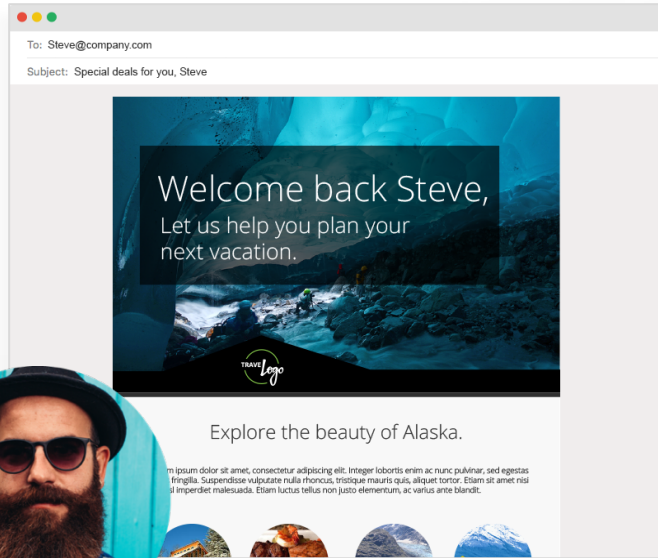 To: Steve@company.com
Subject: Special deals for you, Steve
Welcome back Steve,
Let us help you plan your
next vacation.
TRAVE Logo
Explore the beauty of Alaska.
m ipsum dolor sit amet, consectetur adipiscing elit. Integer lobortis enim ac nunc pulvinar, sed egestas
fringilla. Suspendisse vulputate nulla rhoncus, tristique mauris quis, aliquet tortor. Etiam sit amet nisi
sl imperdiet malesuada. Etiam luctus tellus non justo elementum, ac varius ante blandit.